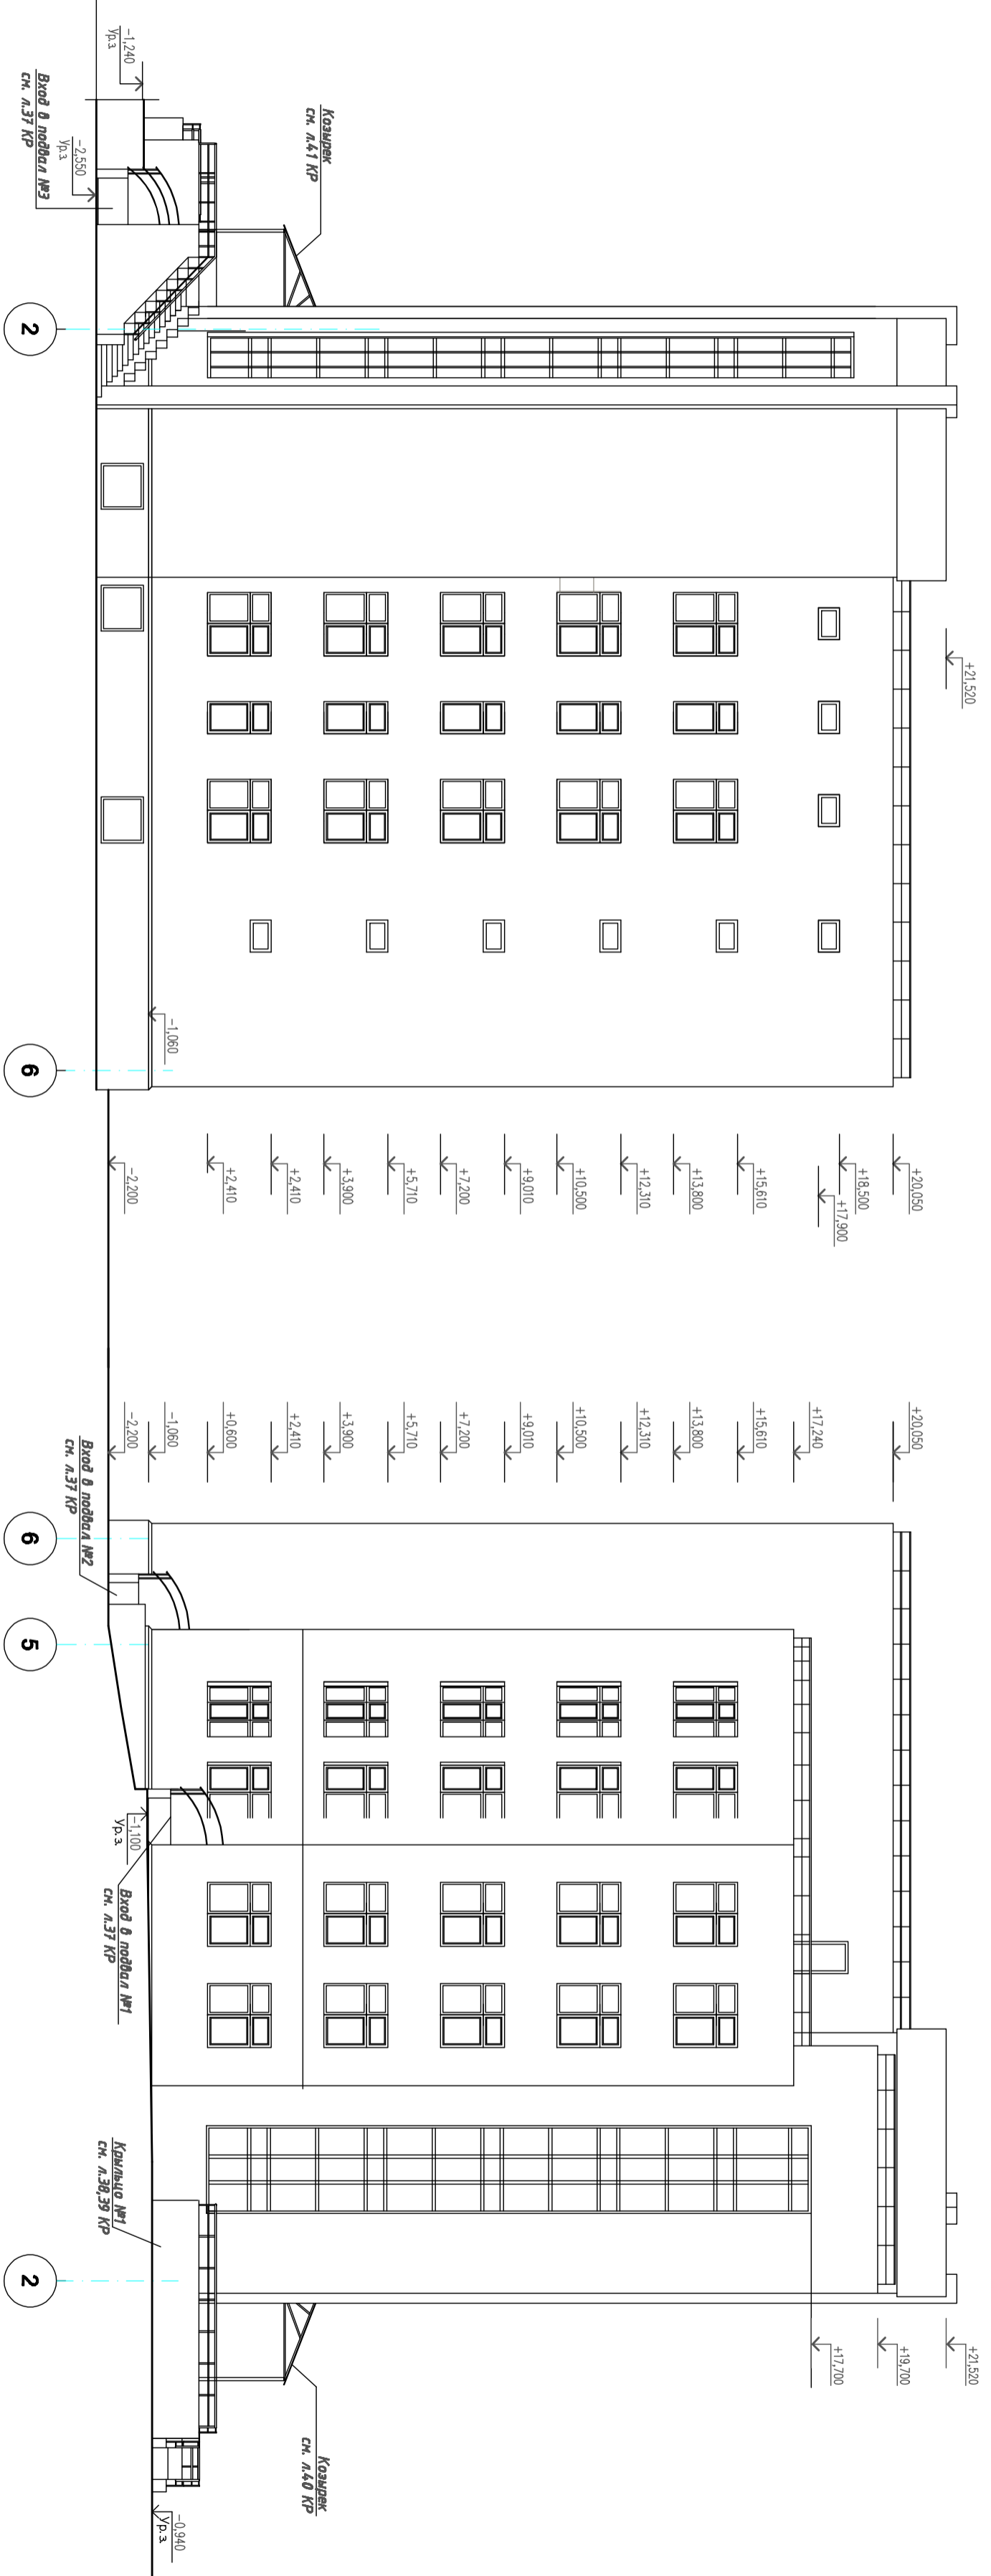 -1,240
Ур.з.
Вход в подвал №3
см. л.37 КР
-2,550
Ур.з
Козырек
см. л.41 КР
2
+21,520
-1,060
6
+20,050
+18,500
+17,900
+15,610
+13,800
+12,310
+10,500
+9,010
+7,200
+5,710
+3,900
+2,410
+2,410
-2,200
+20,050
+17,240
+15,610
+13,800
+12,310
+10,500
+9,010
+7,200
+5,710
+3,900
+2,410
+0,600
-1,060
-2,200
Вход в подвал №2
см. л.37 КР
6
5
-1,100
Ур.з.
Вход в подвал №1
см. л.37 КР
Крыльцо №1
см. л.38,39 КР
2
+21,520
+19,700
+17,700
Козырек
см. л.40 КР
-0,940
Ур.з.